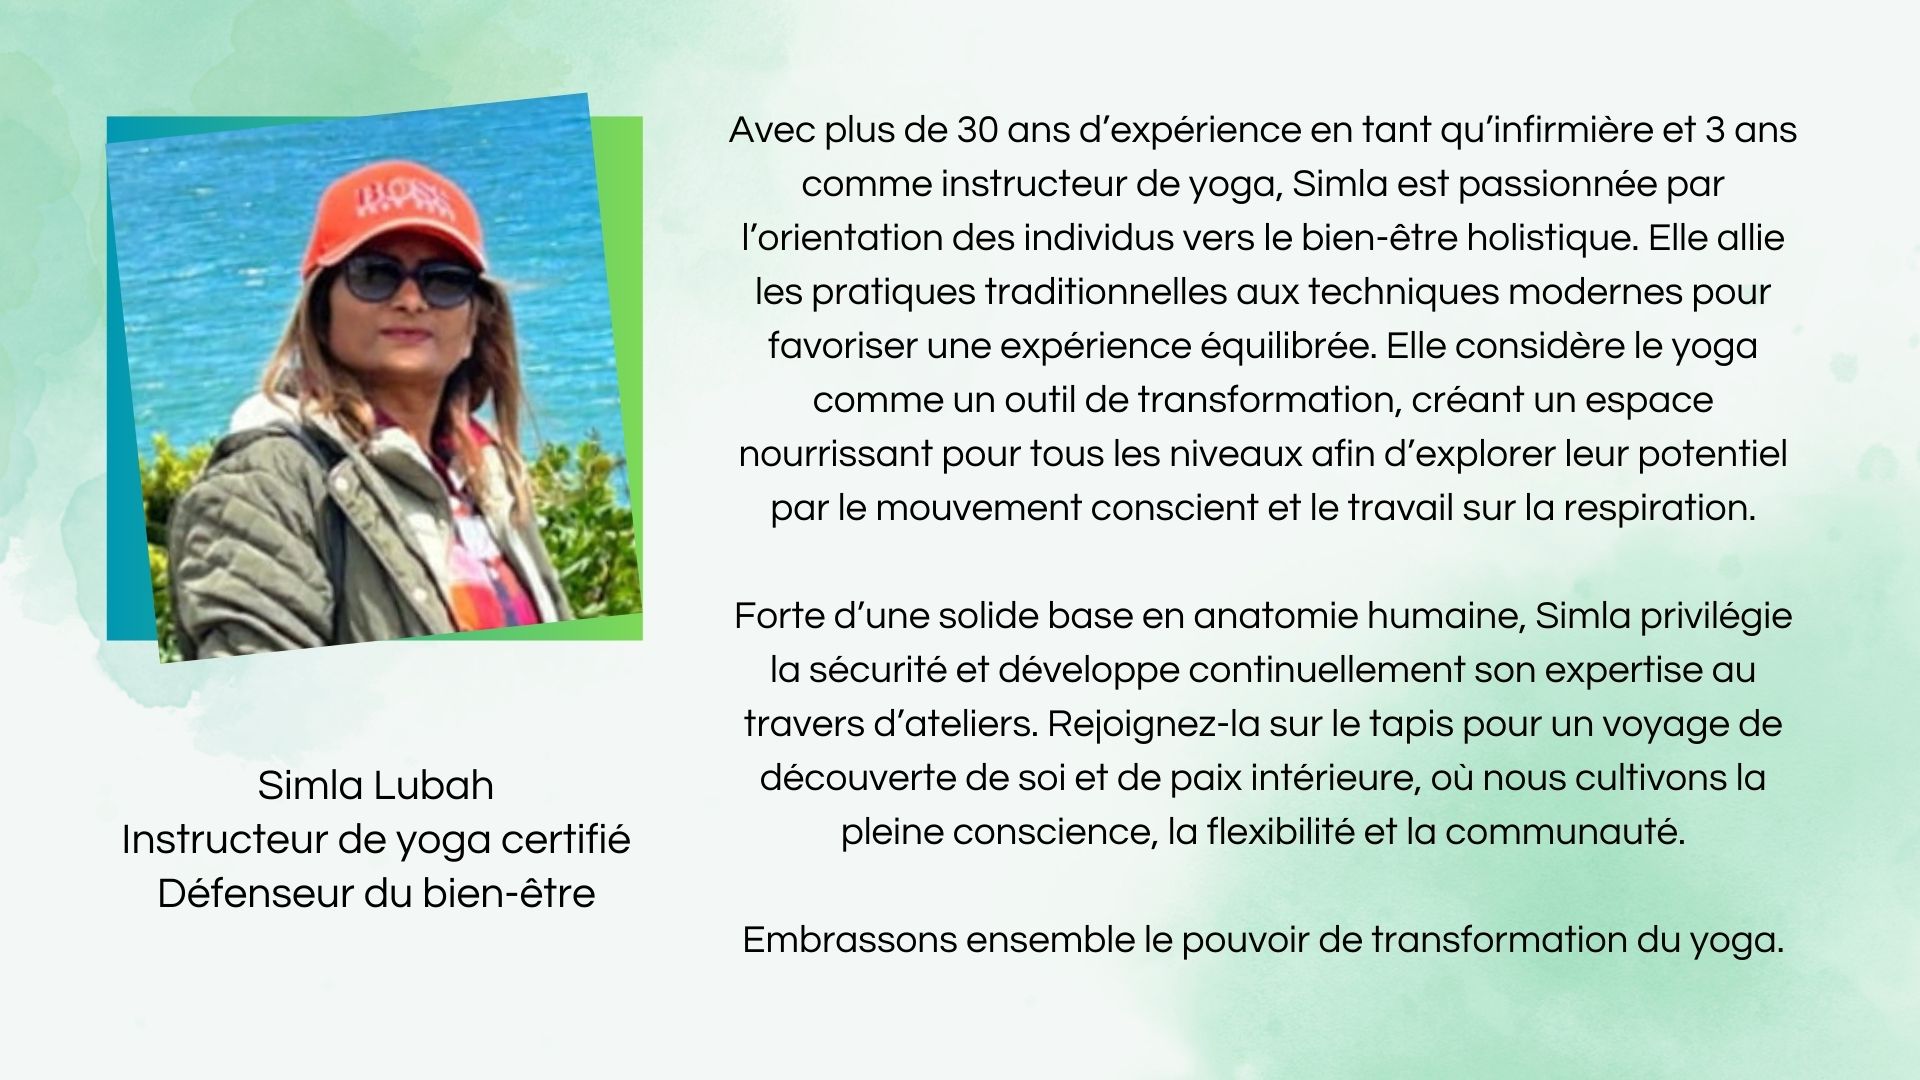 BOSS
Simla Lubah
Instructeur de yoga certifié
Défenseur du bien-être
Avec plus de 30 ans d’expérience en tant qu’infirmière et 3 ans
comme instructeur de yoga, Simla est passionnée par
l’orientation des individus vers le bien-être holistique. Elle allie
les pratiques traditionnelles aux techniques modernes pour
favoriser une expérience équilibrée. Elle considère le yoga
comme un outil de transformation, créant un espace
nourrissant pour tous les niveaux afin d’explorer leur potentiel
par le mouvement conscient et le travail sur la respiration.
Forte d’une solide base en anatomie humaine, Simla privilégie
la sécurité et développe continuellement son expertise au
travers d’ateliers. Rejoignez-la sur le tapis pour un voyage de
découverte de soi et de paix intérieure, où nous cultivons la
pleine conscience, la flexibilité et la communauté.
Embrassons ensemble le pouvoir de transformation du yoga.